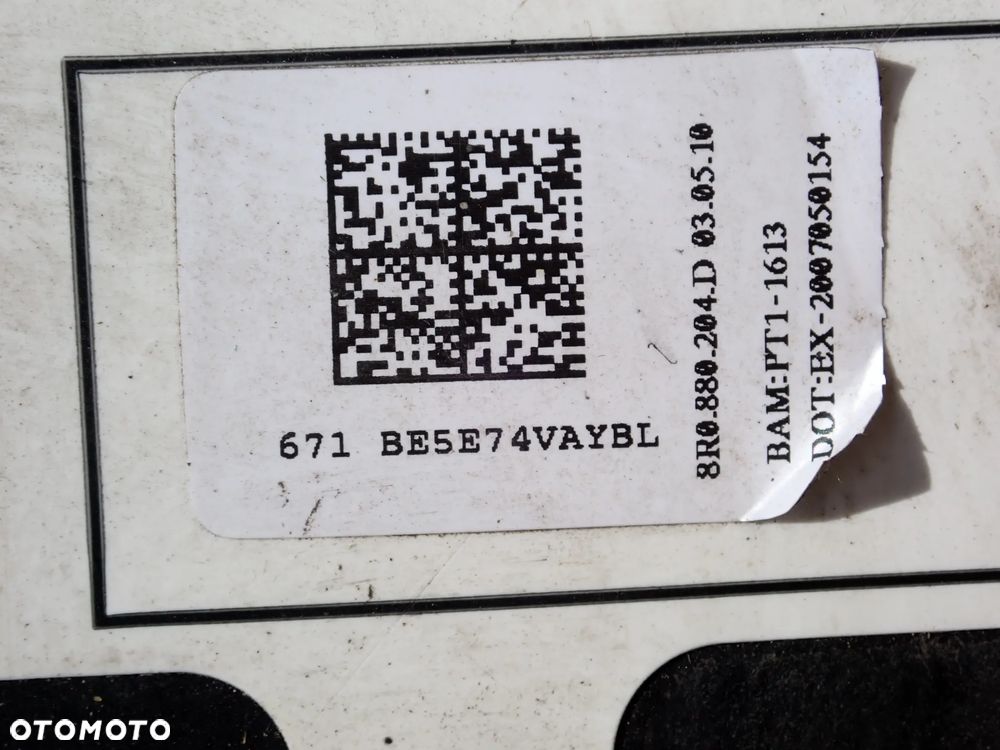 671 BE5E74VAYBL
8R0.880.204.D 03.05.10
BAM:PT1-1613
DOT:EX-2007050154
OTOMOTO